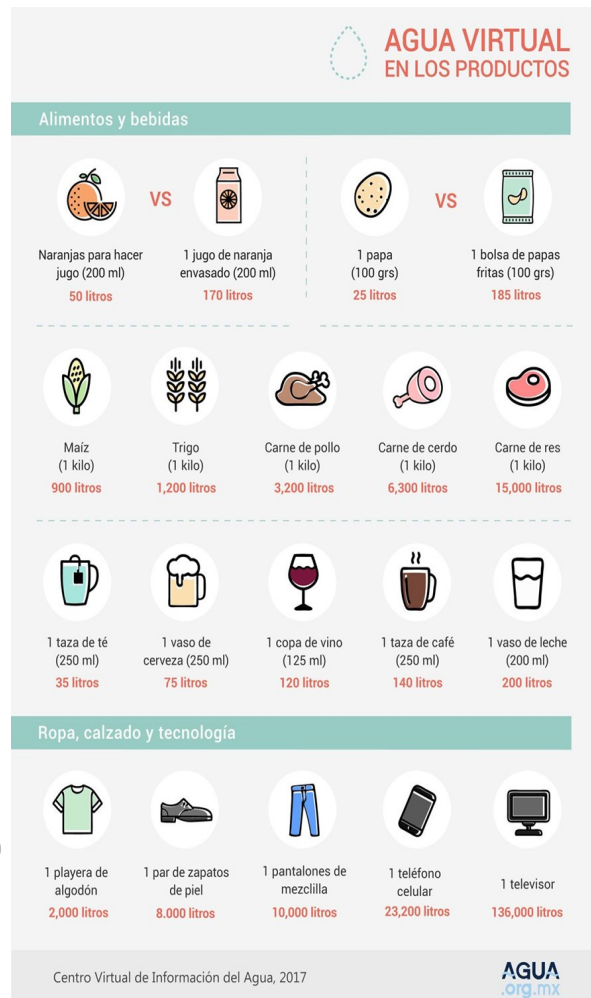 AGUA VIRTUAL
EN LOS PRODUCTOS
Alimentos y bebidas
Naranjas para hacer
jugo (200 ml)
50 litros
VS
1 jugo de naranja
envasado (200 ml)
170 litros
1 papa
(100 grs)
25 litros
VS
1 bolsa de papas
fritas (100 grs)
185 litros
Maíz
(1 kilo)
900 litros
Trigo
(1 kilo)
1,200 litros
Carne de pollo
(1 kilo)
3,200 litros
Carne de cerdo
(1 kilo)
6,300 litros
Carne de res
(1 kilo)
15,000 litros
1 taza de té
(250 ml)
35 litros
1 vaso de
cerveza (250 ml)
75 litros
1 copa de vino
(125 ml)
120 litros
1 taza de café
(250 ml)
140 litros
1 vaso de leche
(200 ml)
200 litros
Ropa, calzado y tecnología
1 playera de
algodón
2,000 litros
1 par de zapatos
de piel
8.000 litros
1 pantalones de
mezclilla
10,000 litros
1 teléfono
celular
23,200 litros
1 televisor
136,000 litros
Centro Virtual de Información del Agua, 2017
AGUA
.org.mx